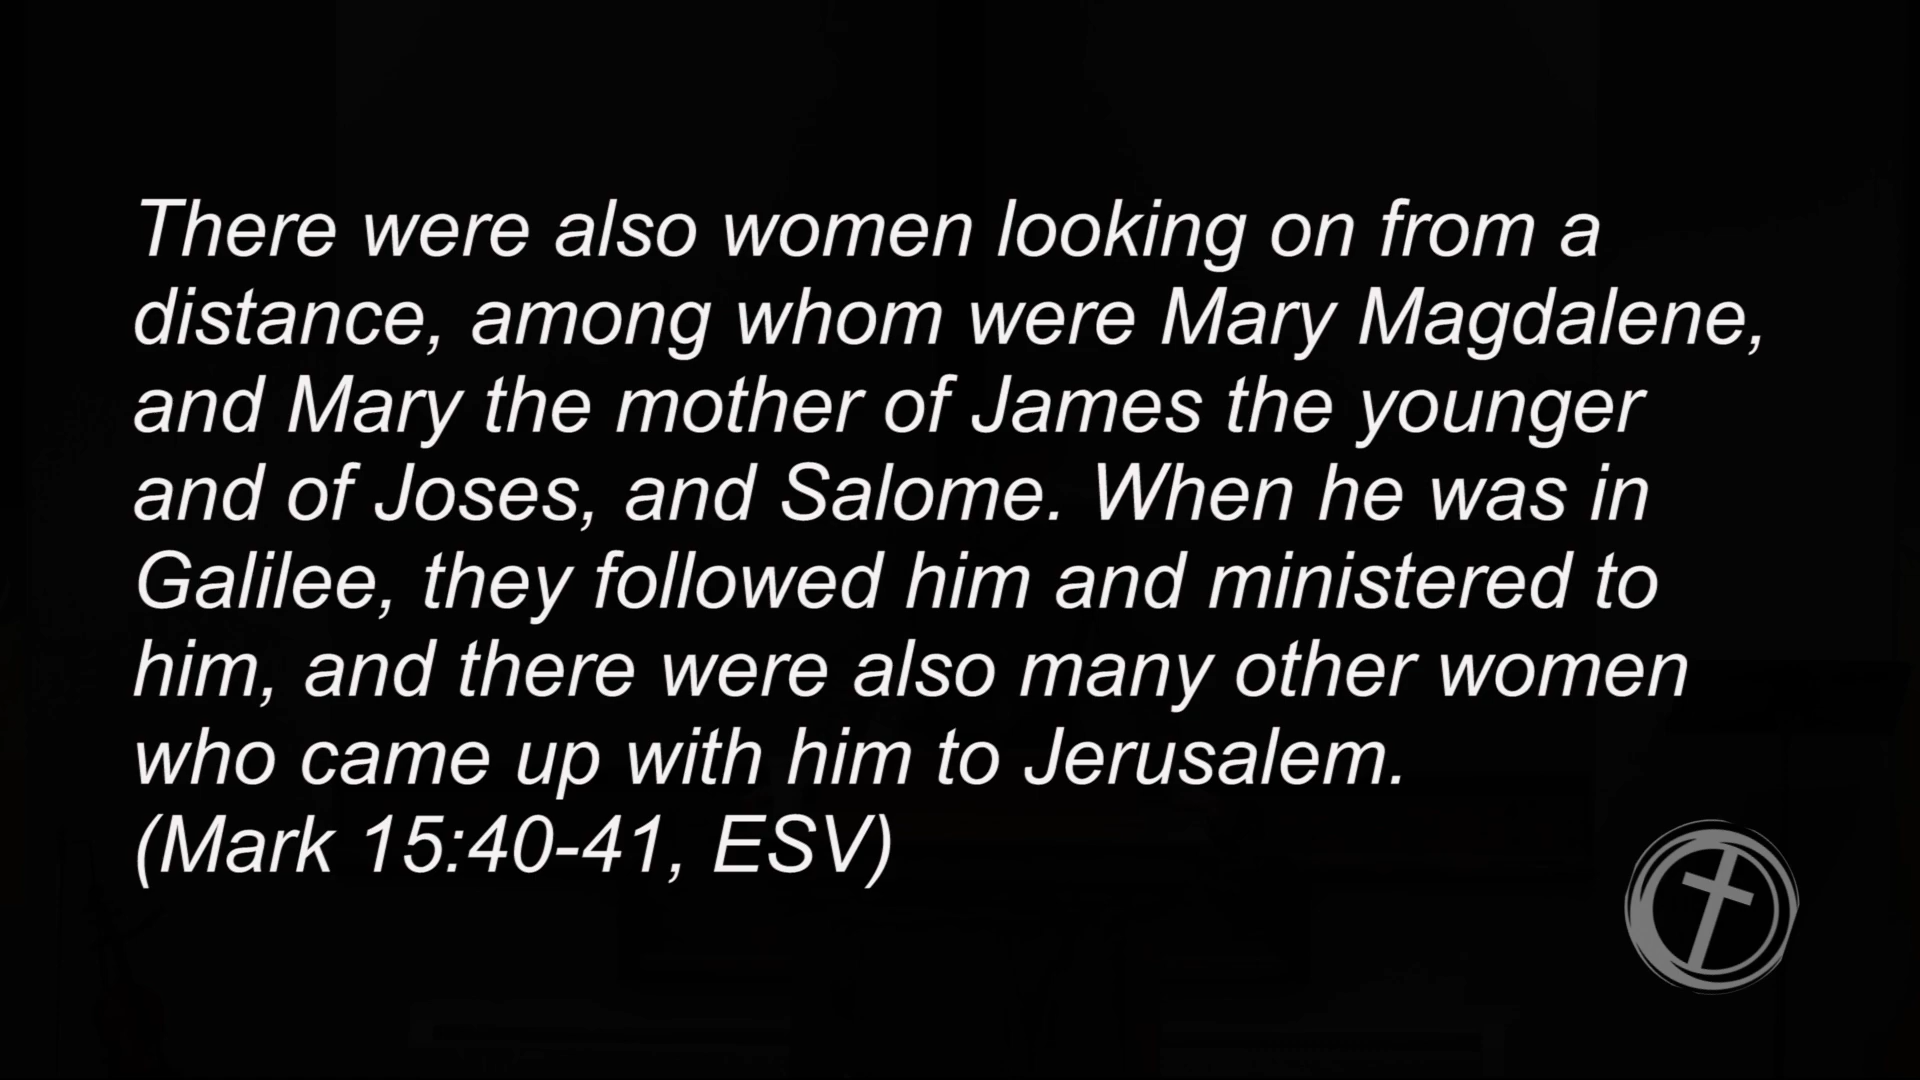 There were also women looking on from a
distance, among whom were Mary Magdalene,
and Mary the mother of James the younger
and of Joses, and Salome. When he was in
Galilee, they followed him and ministered to
him, and there were also many other women
who came up with him to Jerusalem.
(Mark 15:40-41, ESV)